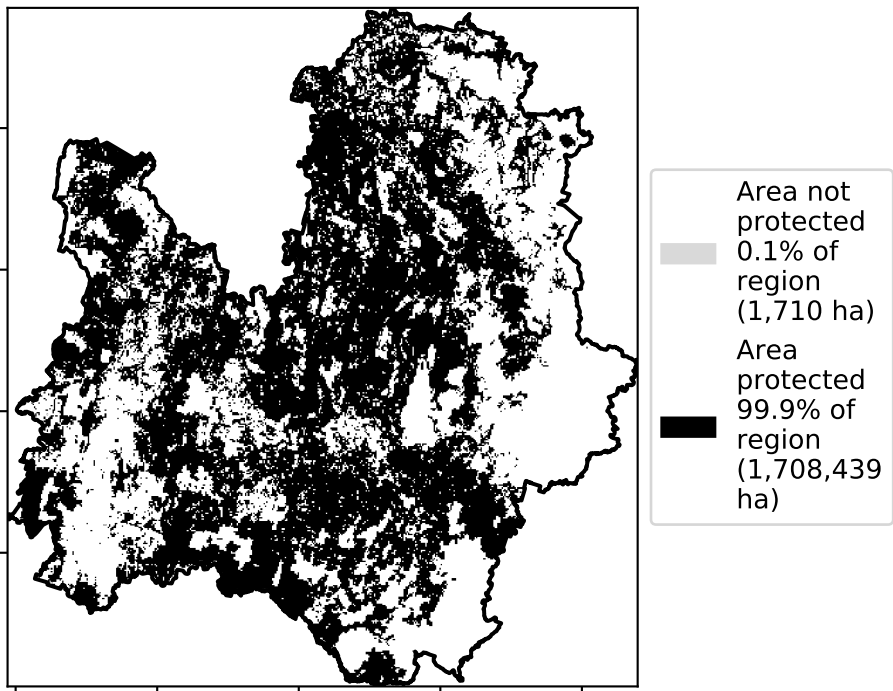 Area not
protected
0.1% of
region
(1,710 ha)
Area
protected
99.9% of
region
(1,708,439
ha)